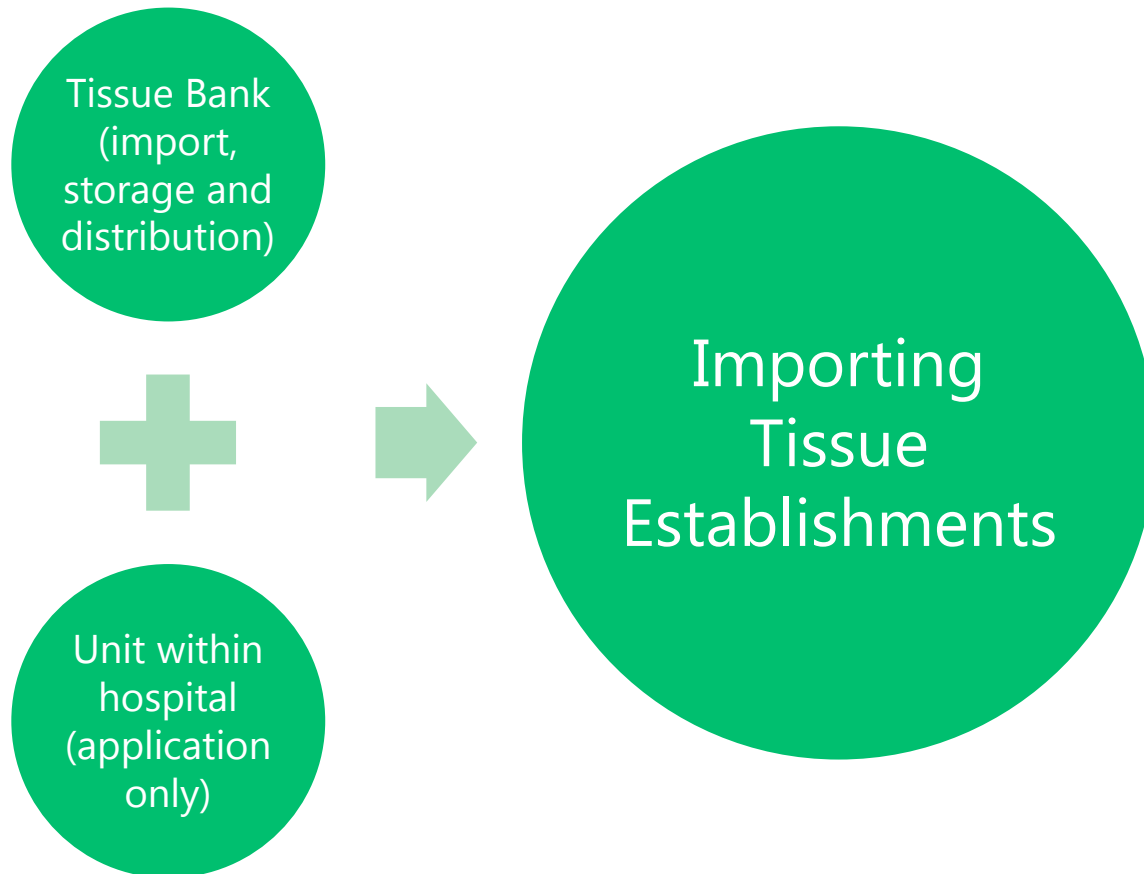 Tissue Bank
(import,
storage and
distribution)
Unit within
hospital
(application
only)
Importing
Tissue
Establishments